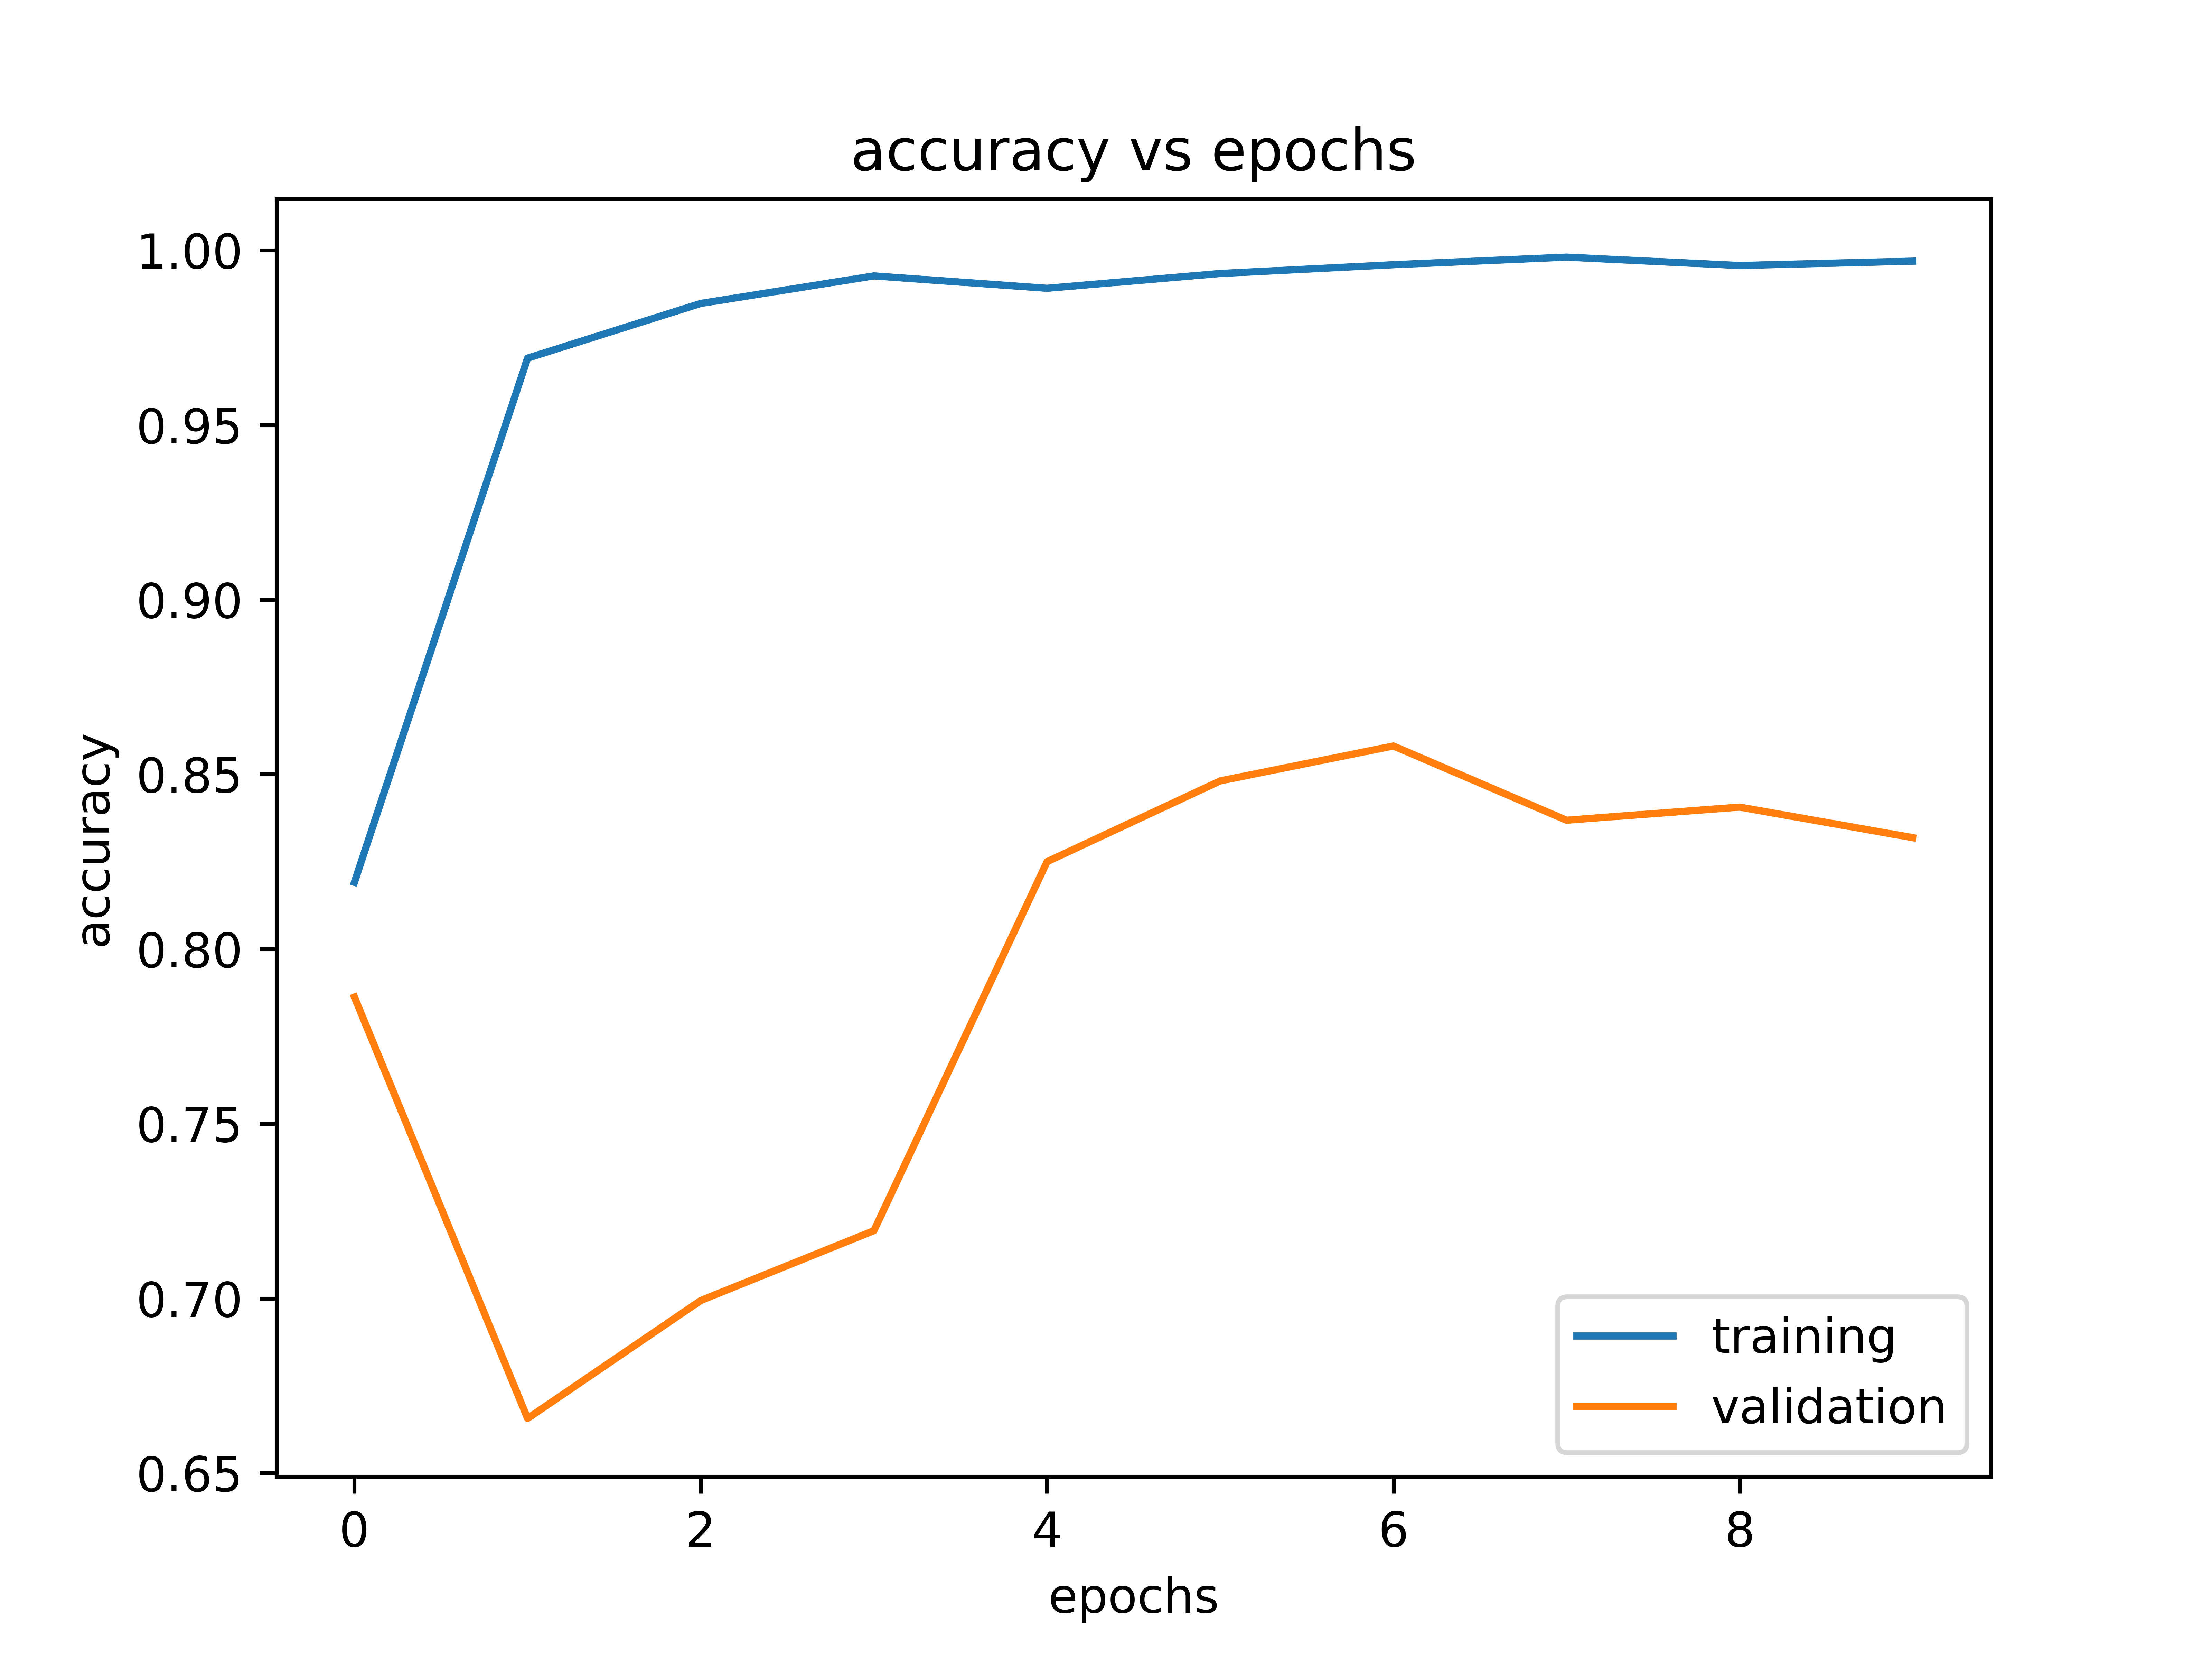 accuracy vs epochs
1.00
0.95
0.90
0.85
0.80
0.75
0.70
0.65
accuracy
0 2 4 6 8
epochs
training
validation